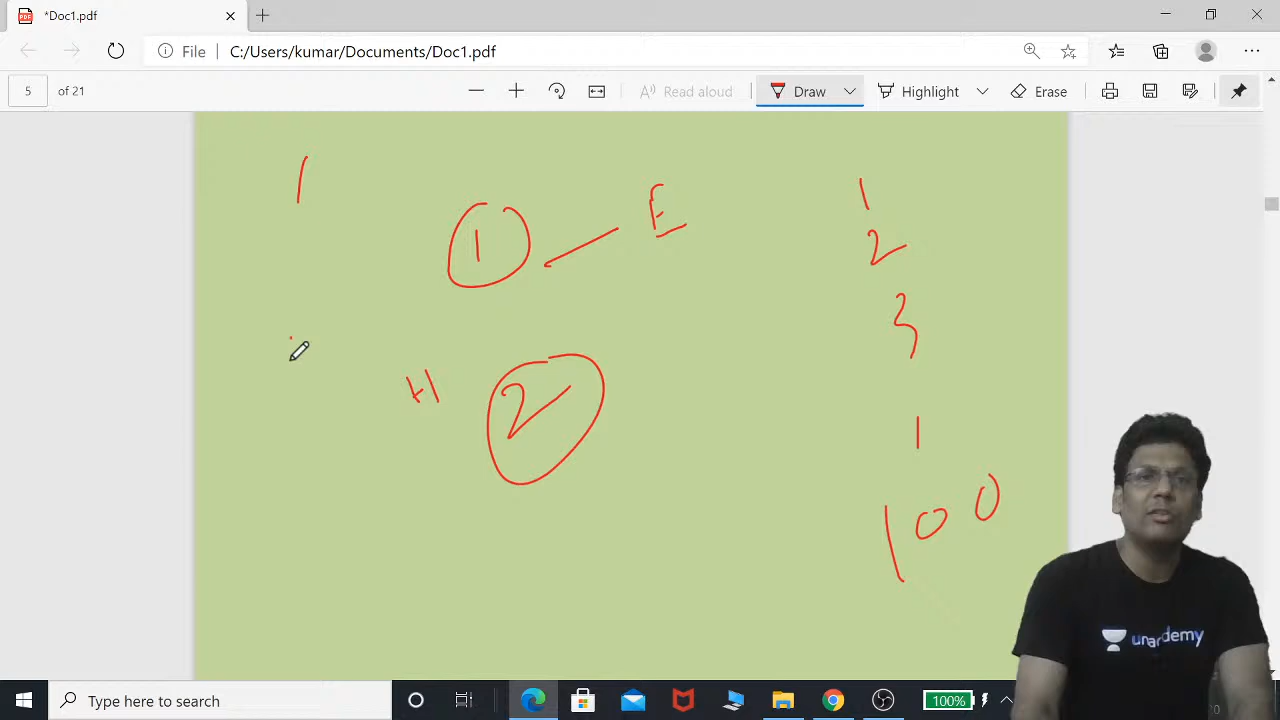 *Doc1.pdf
File C:/Users/kumar/Documents/Doc1.pdf
5 of 21 Read aloud Draw Highlight Erase
1
1 E
1
2
3
H 2
1
100
unacademy
Type here to search 100%
20